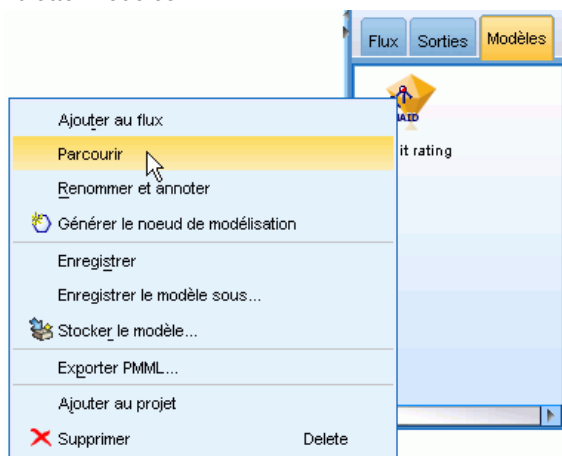 Flux Sorties Modèles
it rating
Ajouter au flux
Parcourir
Renommer et annoter
Générer le noeud de modélisation
Enregistrer
Enregistrer le modèle sous...
Stocker le modèle...
Exporter PMML...
Ajouter au projet
Supprimer Delete